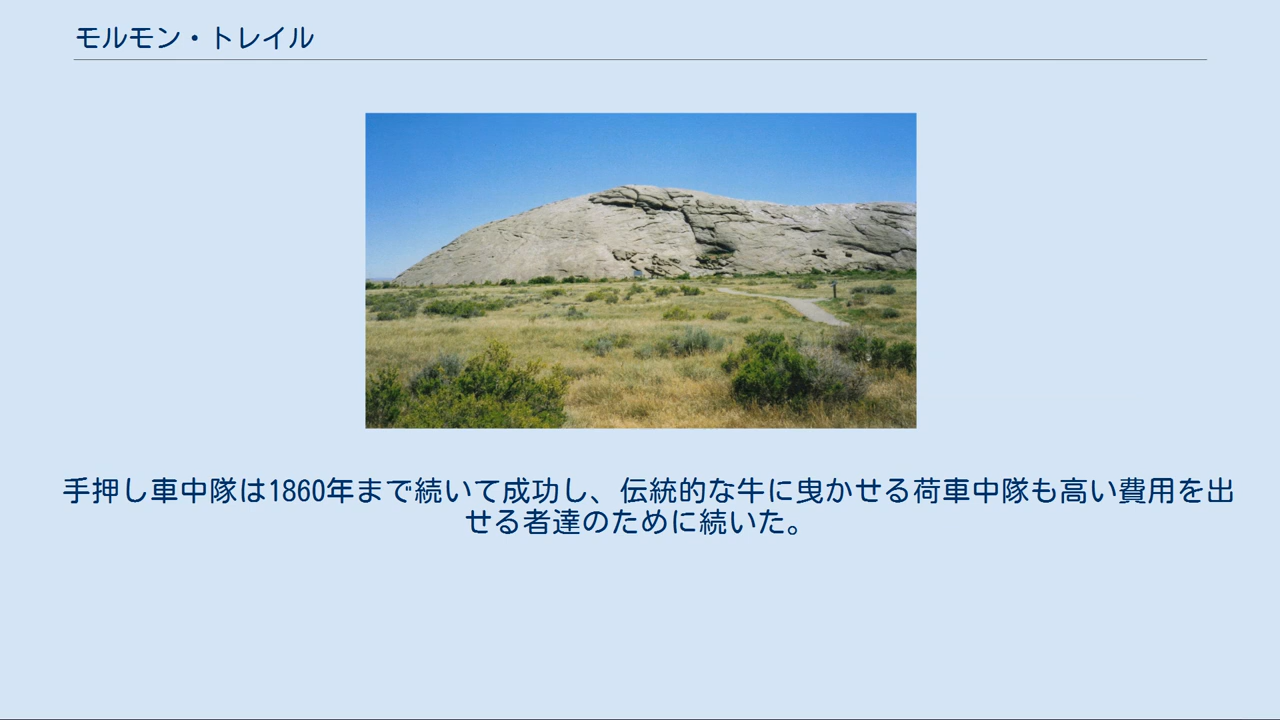 モルモン・トレイル
手押し車中隊は1860年まで続いて成功し、伝統的な牛に曳かせる荷車中隊も高い費用を出
せる者達のために続いた。